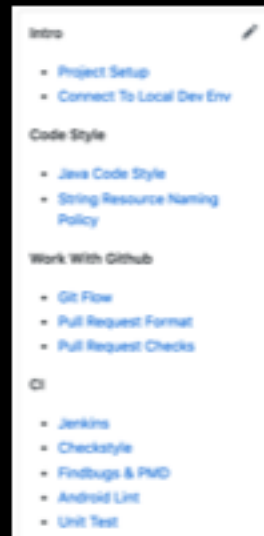 Intro
Project Setup
Connect To Local Dev Env
Code Style
Java Code Style
String Resource Naming
Policy
Work With Github
Git Flow
Pull Request Format
Pull Request Checks
CI
Jenkins
Checkstyle
Findbugs & PMD
Android Lint
Unit Test